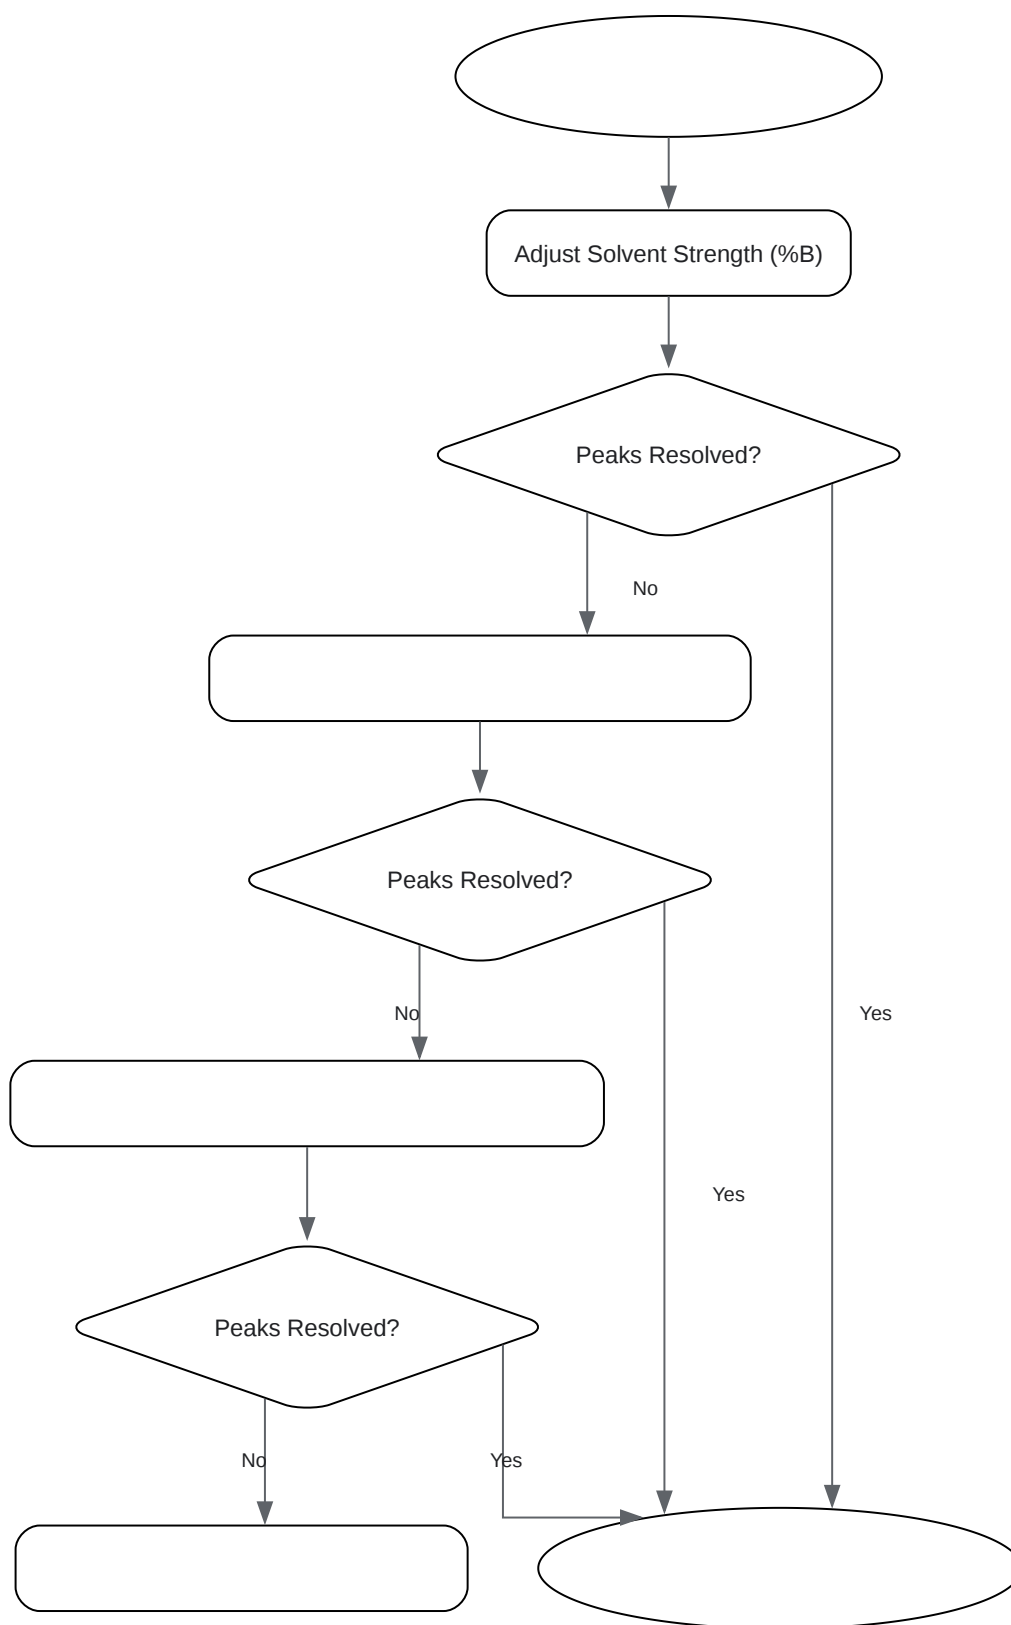 Adjust Solvent Strength (%B)
Peaks Resolved?
No
Peaks Resolved?
No
Yes
Yes
Peaks Resolved?
No
Yes